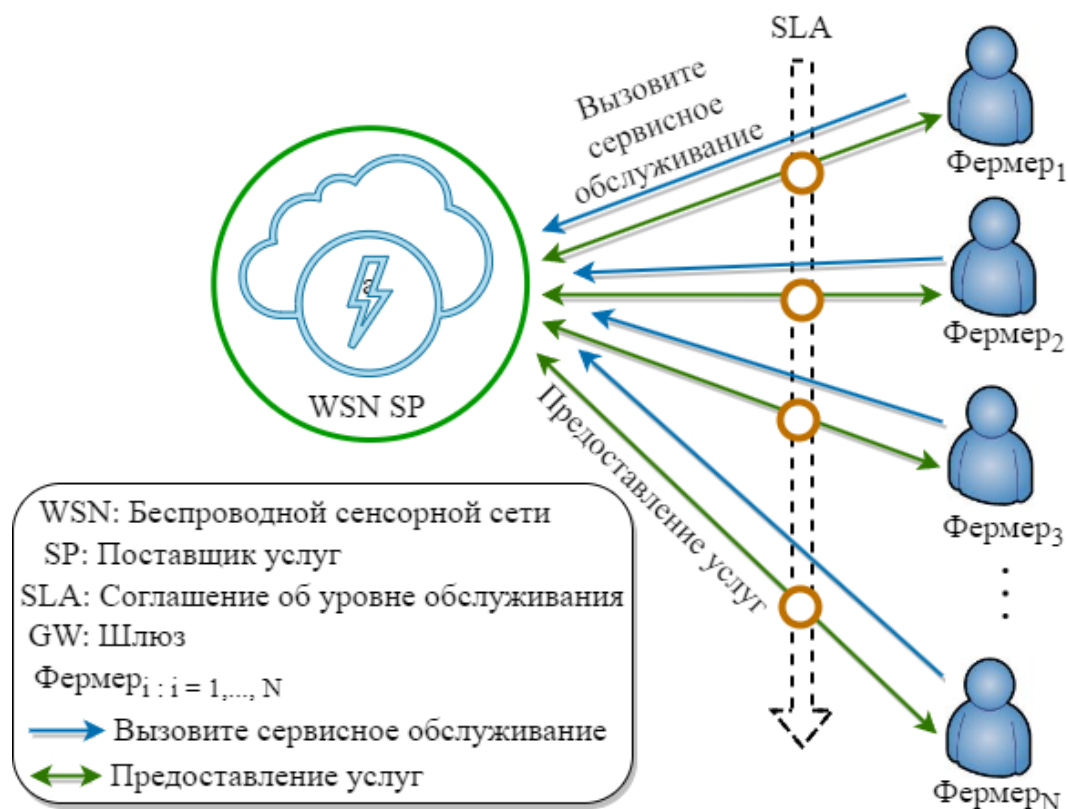 SLA
Вызовите
сервисное
обслуживание
Фермер1
Фермер2
WSN SP
Предоставление услуг
Фермер3
WSN: Беспроводной сенсорной сети
SP: Поставщик услуг
SLA: Соглашение об уровне обслуживания
GW: Шлюз
Фермерi : i = 1,..., N
Вызовите сервисное обслуживание
Предоставление услуг
ФермерN